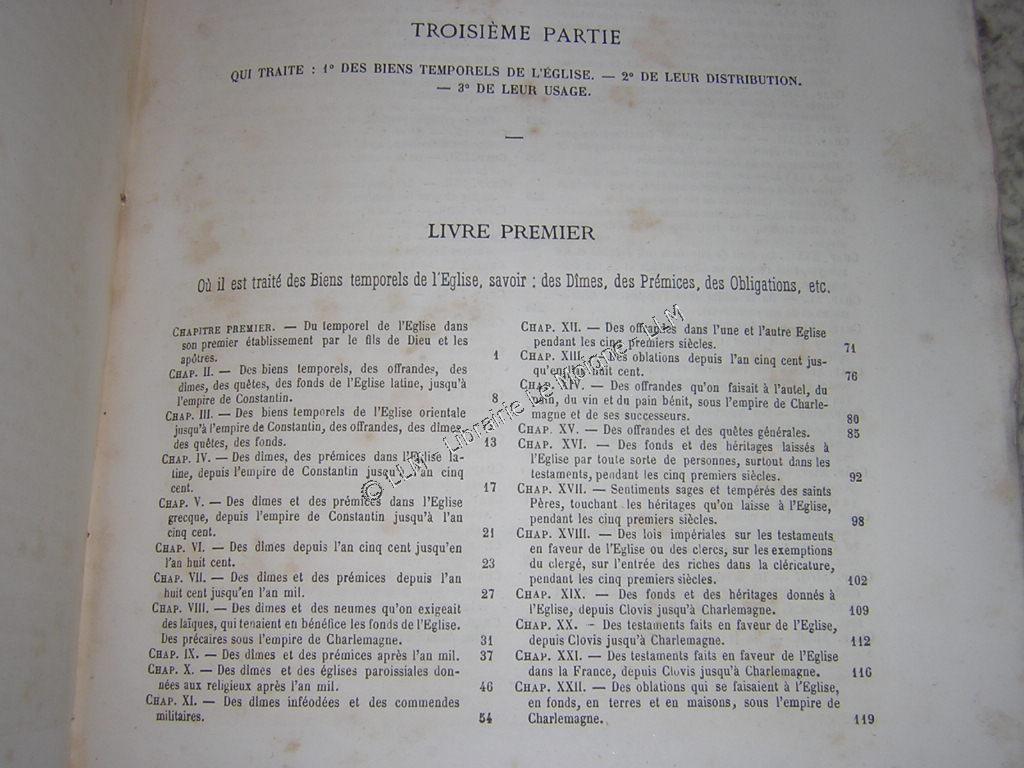 TROISIÈME PARTIE
QUI TRAITE : 1° DES BIENS TEMPORELS DE L'ÉGLISE. — 2° DE LEUR DISTRIBUTION.
— 3° DE LEUR USAGE.
LIVRE PREMIER
Où il est traité des Biens temporels de l'Eglise, savoir : des Dîmes, des Prémices, des Obligations, etc.
CHAPITRE PREMIER. — Du temporel de l'Eglise dans
son premier établissement par le fils de Dieu et les
apôtres. 1
CHAP. II. — Des biens temporels, des offrandes, des
dîmes, des quêtes, des fonds de l'Eglise latine, jusqu'à
l'empire de Constantin. 8
CHAP. III. — Des biens temporels de l'Eglise orientale
jusqu'à l'empire de Constantin, des offrandes, des dîmes,
des quêtes, des fonds. 13
CHAP. IV. — Des dîmes, des prémices dans l'Eglise la-
tine, depuis l'empire de Constantin jusqu'à l'an cinq
cent. 17
CHAP. V. — Des dîmes et des prémices dans l'Eglise
grecque, depuis l'empire de Constantin jusqu'à l'an
cinq cent. 21
CHAP. VI. — Des dîmes depuis l'an cinq cent jusqu'en
l'an huit cent. 23
CHAP. VII. — Des dîmes et des prémices depuis l'an
huit cent jusqu'en l'an mil. 27
CHAP. VIII. — Des dîmes et des neumes qu'on exigeait
des laïques, qui tenaient en bénéfice les fonds de l'Eglise.
Des précaires sous l'empire de Charlemagne. 31
CHAP. IX. — Des dîmes et des prémices après l'an mil. 37
CHAP. X. — Des dîmes et des églises paroissiales don-
nées aux religieux après l'an mil. 46
CHAP. XI. — Des dîmes inféodées et des commendes
militaires. 54
CHAP. XII. — Des offrandes dans l'une et l'autre Eglise
pendant les cinq premiers siècles. 71
CHAP. XIII. — Des oblations depuis l'an cinq cent jus-
qu'en l'an huit cent. 76
CHAP. XIV. — Des offrandes qu'on faisait à l'autel, du
pain, du vin et du pain bénit, sous l'empire de Charle-
magne et de ses successeurs. 80
CHAP. XV. — Des offrandes et des quêtes générales. 85
CHAP. XVI. — Des fonds et des héritages laissés à
l'Eglise par toute sorte de personnes, surtout dans les
testaments, pendant les cinq premiers siècles. 92
CHAP. XVII. — Sentiments sages et tempérés des saints
Pères, touchant les héritages qu'on laisse à l'Eglise,
pendant les cinq premiers siècles. 98
CHAP. XVIII. — Des lois impériales sur les testaments
en faveur de l'Eglise ou des clercs, sur les exemptions
du clergé, sur l'entrée des riches dans la cléricature,
pendant les cinq premiers siècles. 102
CHAP. XIX. — Des fonds et des héritages donnés à
l'Eglise, depuis Clovis jusqu'à Charlemagne. 109
CHAP. XX. - Des testaments faits en faveur de l'Eglise,
depuis Clovis jusqu'à Charlemagne. 112
CHAP. XXI. — Des testaments faits en faveur de l'Eglise
dans la France, depuis Clovis jusqu'à Charlemagne. 116
CHAP. XXII. — Des oblations qui se faisaient à l'Eglise,
en fonds, en terres et en maisons, sous l'empire de
Charlemagne. 119
© LLM - Librairie Le Moigne - LLM